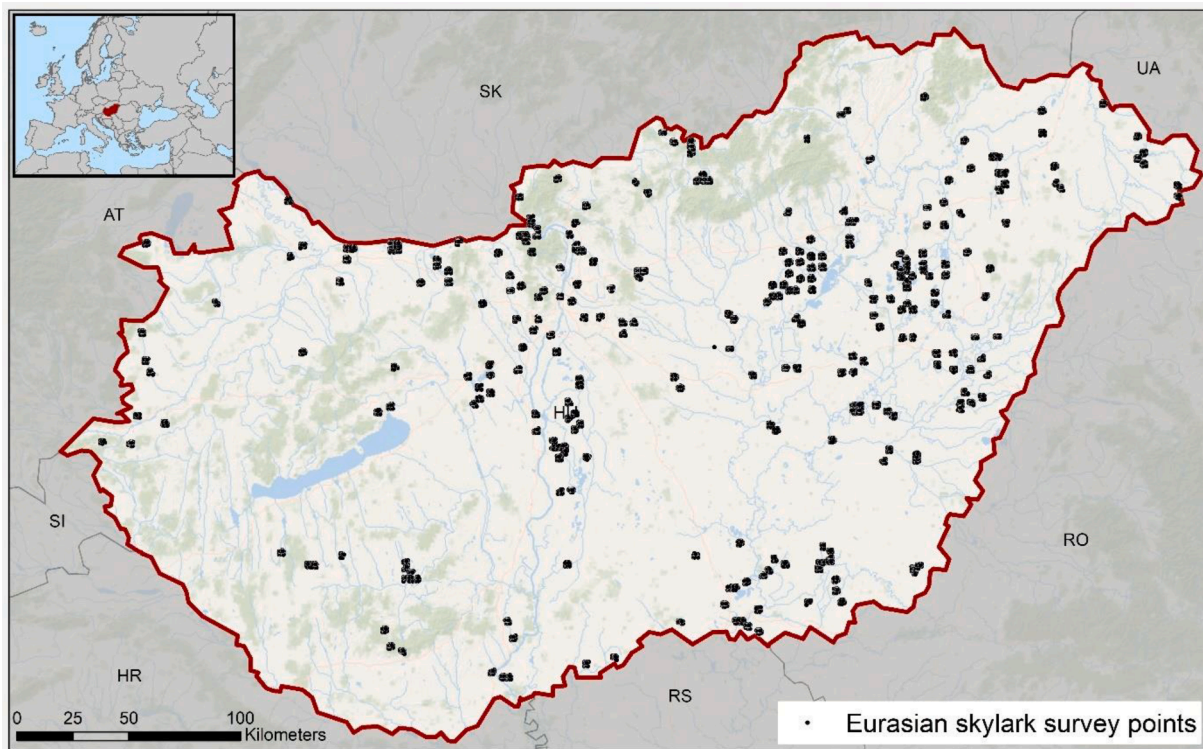 SK
UA
AT
HU
SI
RO
HR
RS
0 25 50 100
Kilometers
Eurasian skylark survey points